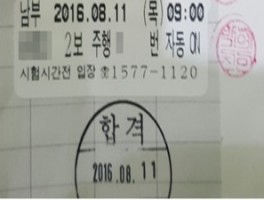 남부 2016.08.11 (목) 09:00
2보 주행 번 자동
시험시간전 입장 ☎1577-1120
합격
2016.08.11